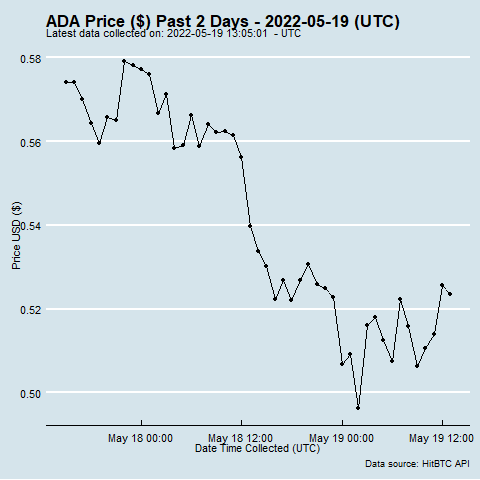 ADA Price ($) Past 2 Days - 2022-05-19 (UTC)
Latest data collected on: 2022-05-19 13:05:01 - UTC
Price USD ($)
0.58
0.56
0.54
0.52
0.50
May 18 00:00
May 18 12:00
May 19 00:00
May 19 12:00
Date Time Collected (UTC)
Data source: HitBTC API